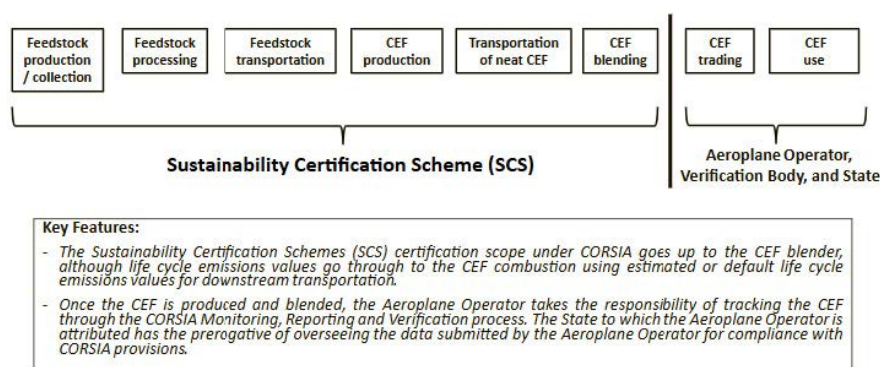 Feedstock
production
/ collection
Feedstock
processing
Feedstock
transportation
CEF
production
Transportation
of neat CEF
CEF
blending
CEF
trading
CEF
use
Sustainability Certification Scheme (SCS)
Aeroplane Operator,
Verification Body, and State
Key Features:
- The Sustainability Certification Schemes (SCS) certification scope under CORSIA goes up to the CEF blender,
although life cycle emissions values go through to the CEF combustion using estimated or default life cycle
emissions values for downstream transportation.
- Once the CEF is produced and blended, the Aeroplane Operator takes the responsibility of tracking the CEF
through the CORSIA Monitoring, Reporting and Verification process. The State to which the Aeroplane Operator is
attributed has the prerogative of overseeing the data submitted by the Aeroplane Operator for compliance with
CORSIA provisions.